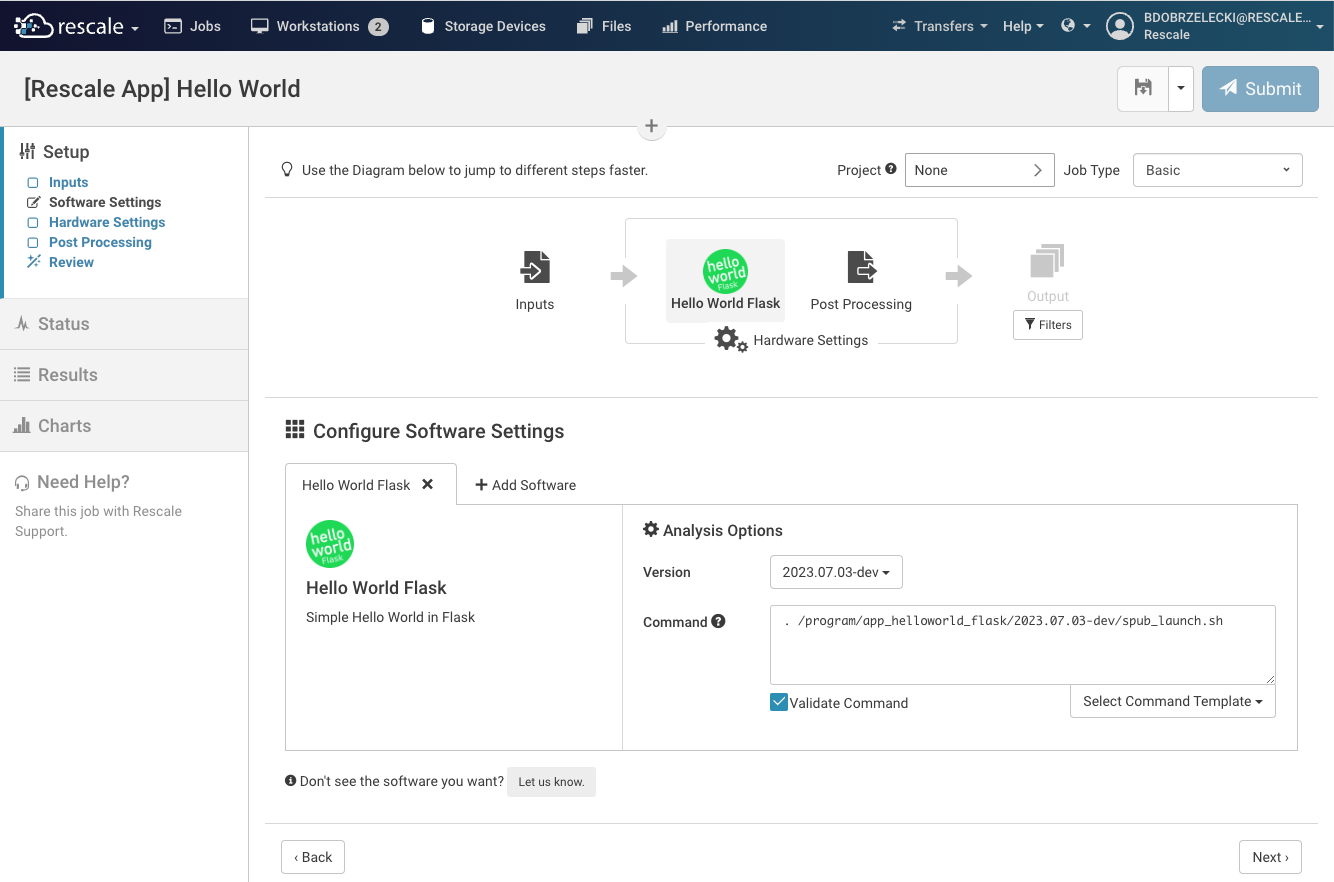 rescale
Jobs
Workstations 2
Storage Devices
Files
Performance
Transfers
Help
BDOBRZELECKI@RESCALE...
Rescale
[Rescale App] Hello World
Submit
Setup
Inputs
Software Settings
Hardware Settings
Post Processing
Review
Status
Results
Charts
Need Help?
Share this job with Rescale
Support.
Use the Diagram below to jump to different steps faster.
Project
None
Job Type
Basic
Inputs
hello
world
Flask
Hello World Flask
Post Processing
Hardware Settings
Output
Filters
Configure Software Settings
Hello World Flask
Add Software
hello
world
Flask
Hello World Flask
Simple Hello World in Flask
Analysis Options
Version
2023.07.03-dev
Command
. /program/app_helloworld_flask/2023.07.03-dev/spub_launch.sh
Validate Command
Select Command Template
Don't see the software you want?
Let us know.
‹ Back
Next ›